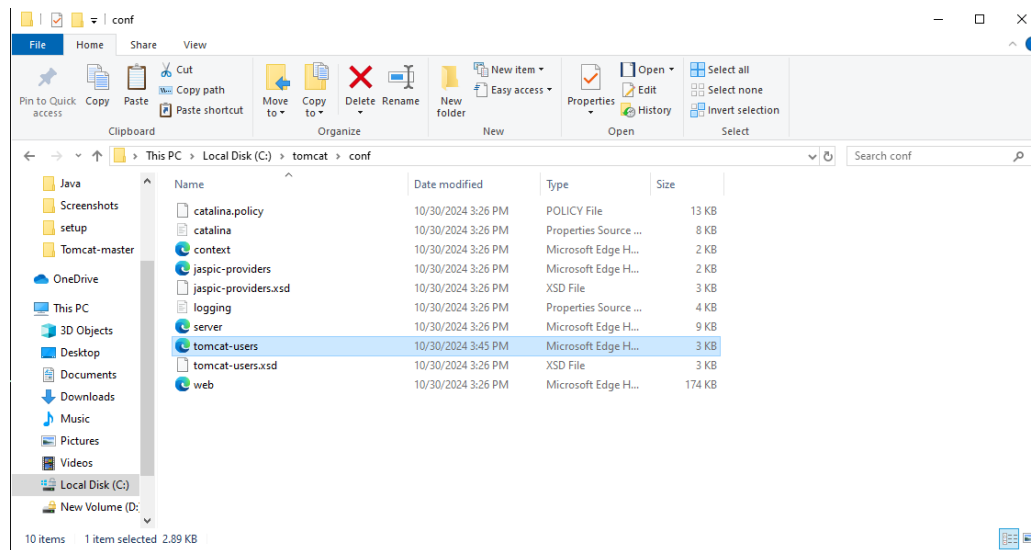 conf
File Home Share View
Pin to Quick access
Copy
Paste
Cut
Copy path
Paste shortcut
Clipboard
Move to
Copy to
Delete
Rename
Organize
New folder
New item
Easy access
New
Properties
Open
Edit
History
Open
Select all
Select none
Invert selection
Select
This PC > Local Disk (C:) > tomcat > conf
Search conf
Java
Screenshots
setup
Tomcat-master
OneDrive
This PC
3D Objects
Desktop
Documents
Downloads
Music
Pictures
Videos
Local Disk (C:)
New Volume (D:
Name Date modified Type Size
catalina.policy 10/30/2024 3:26 PM POLICY File 13 KB
catalina 10/30/2024 3:26 PM Properties Source ... 8 KB
context 10/30/2024 3:26 PM Microsoft Edge H... 2 KB
jaspic-providers 10/30/2024 3:26 PM Microsoft Edge H... 2 KB
jaspic-providers.xsd 10/30/2024 3:26 PM XSD File 3 KB
logging 10/30/2024 3:26 PM Properties Source ... 4 KB
server 10/30/2024 3:26 PM Microsoft Edge H... 9 KB
tomcat-users 10/30/2024 3:45 PM Microsoft Edge H... 3 KB
tomcat-users.xsd 10/30/2024 3:26 PM XSD File 3 KB
web 10/30/2024 3:26 PM Microsoft Edge H... 174 KB
10 items 1 item selected 2.89 KB